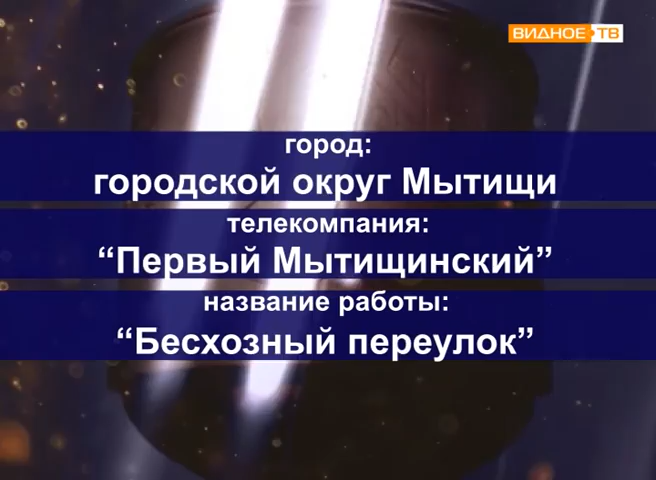 ВИДНОЕ ТВ
город:
городской округ Мытищи
телекомпания:
“Первый Мытищинский”
название работы:
“Бесхозный переулок”